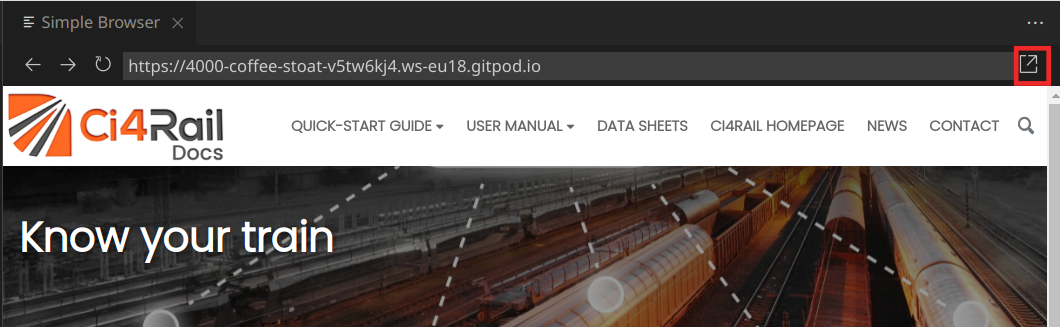 Simple Browser
https://4000-coffee-stoat-v5tw6kj4.ws-eu18.gitpod.io
Ci4Rail
Docs
QUICK-START GUIDE USER MANUAL DATA SHEETS CI4RAIL HOMEPAGE NEWS CONTACT
Know your train